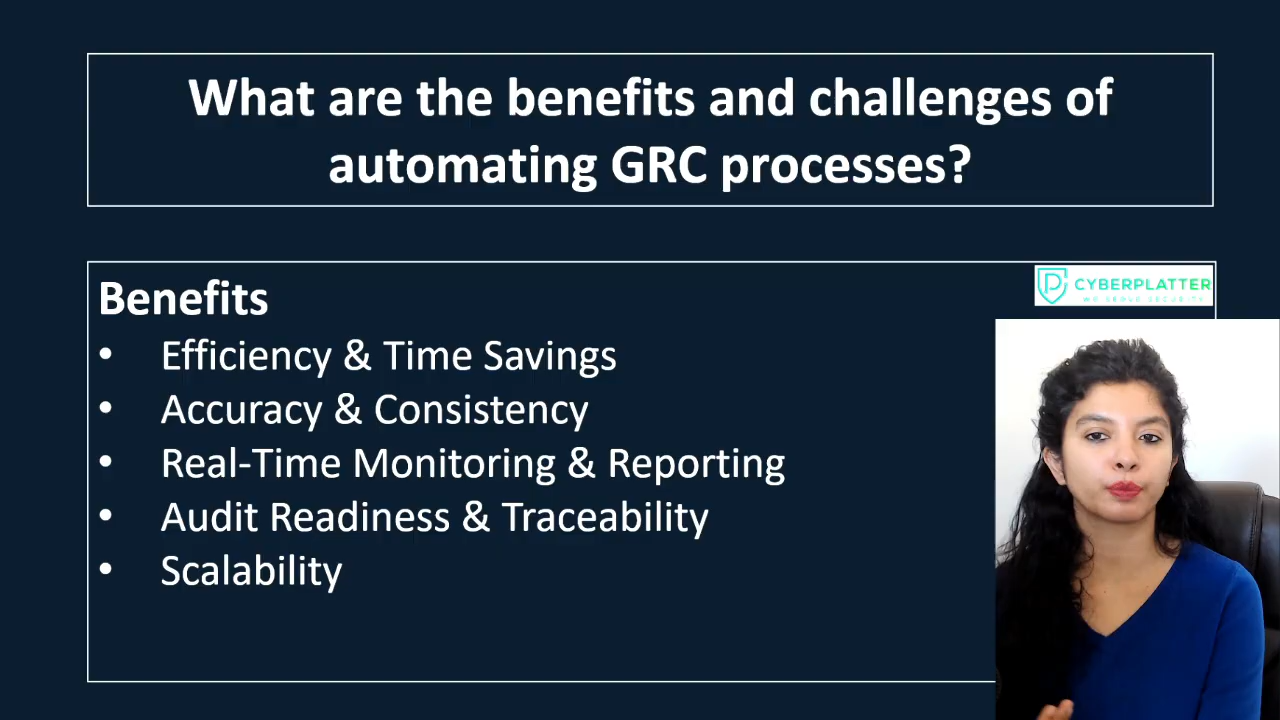 What are the benefits and challenges of
automating GRC processes?
Benefits
CYBERPLATTER
• Efficiency & Time Savings
• Accuracy & Consistency
• Real-Time Monitoring & Reporting
• Audit Readiness & Traceability
• Scalability